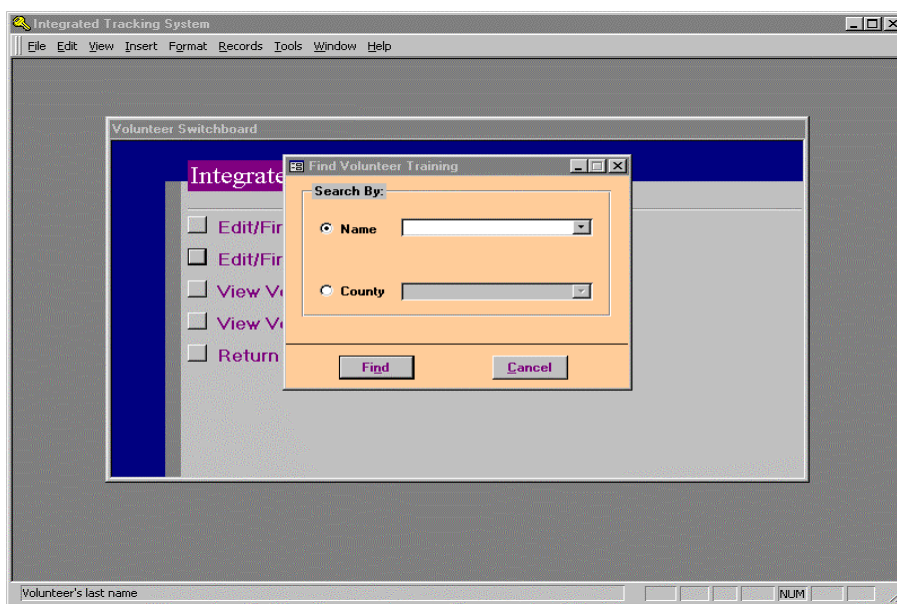 Integrated Tracking System
File Edit View Insert Format Records Tools Window Help
Volunteer Switchboard
Integrate
Find Volunteer Training
Search By:
Name
County
Edit/Fir
Edit/Fir
View Vo
View Vo
Return
Find
Cancel
Volunteer's last name
NUM